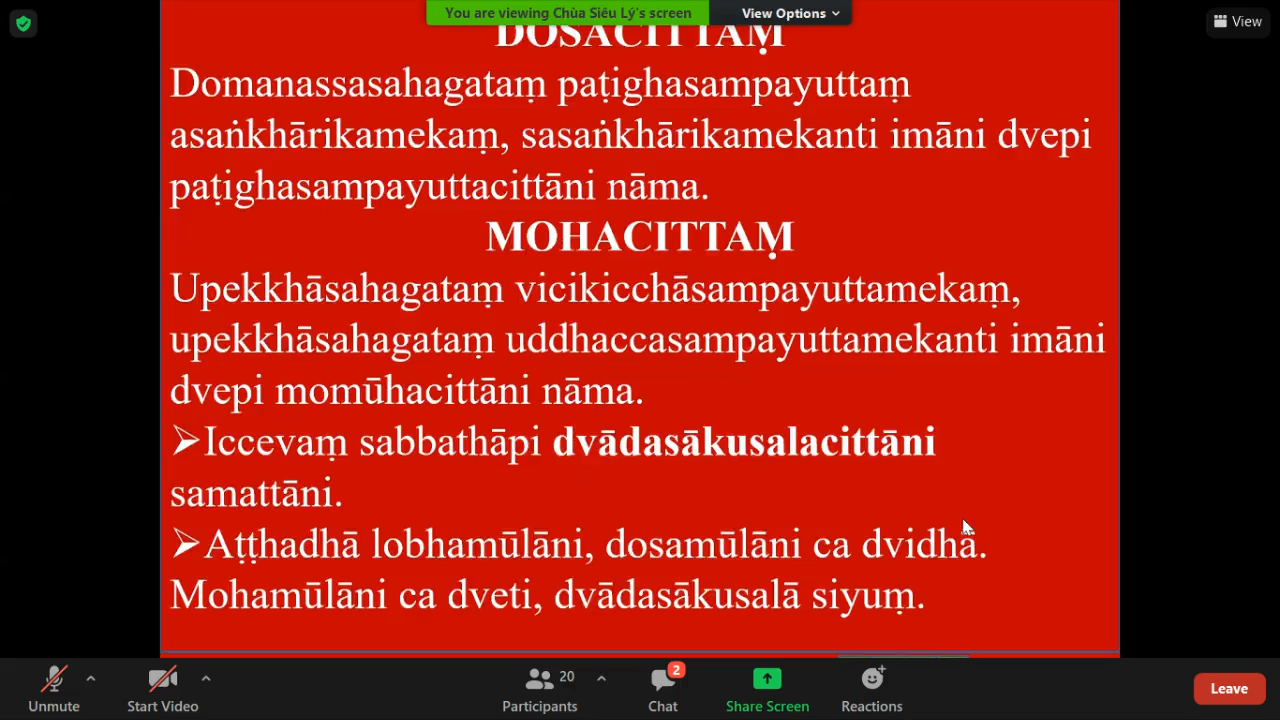 You are viewing Chùa Siêu Lý's screen
View Options
View
DOSACITTAṂ
Domanassasahagataṃ paṭighasampayuttaṃ
asaṅkhārikamekaṃ, sasaṅkhārikamekanti imāni dvepi
paṭighasampayuttacittāni nāma.
MOHACITTAṂ
Upekkhāsahagataṃ vicikicchāsampayuttamekaṃ,
upekkhāsahagataṃ uddhaccasampayuttamekanti imāni
dvepi momūhacittāni nāma.
➢Iccevaṃ sabbathāpi dvādasākusalacittāni
samattāni.
➢Aṭṭhadhā lobhamūlāni, dosamūlāni ca dvidhā.
Mohamūlāni ca dveti, dvādasākusalā siyuṃ.
Unmute
Start Video
20
Participants
2
Chat
Share Screen
Reactions
Leave